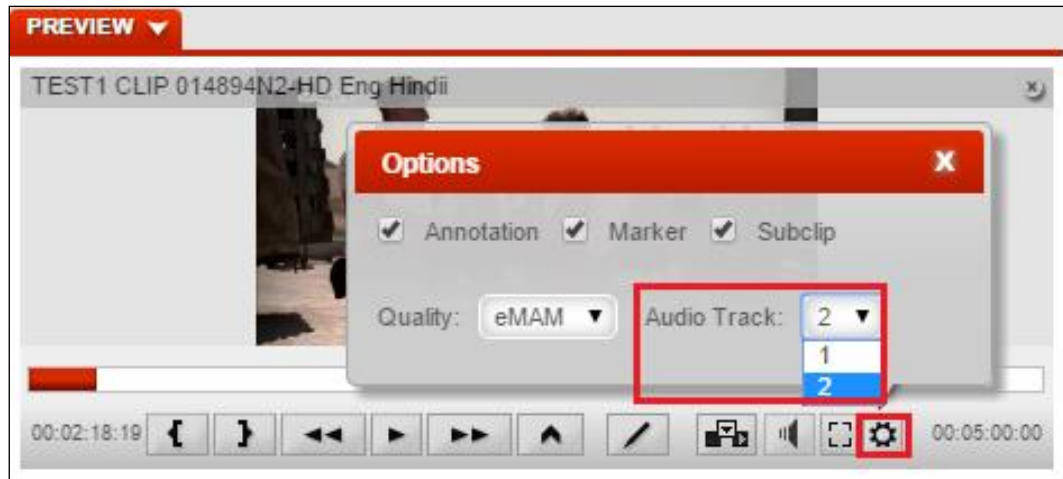 PREVIEW
TEST1 CLIP 014894N2-HD Eng Hindii
Options
Annotation Marker Subclip
Quality: eMAM Audio Track: 2
1
2
00:02:18:19 00:05:00:00